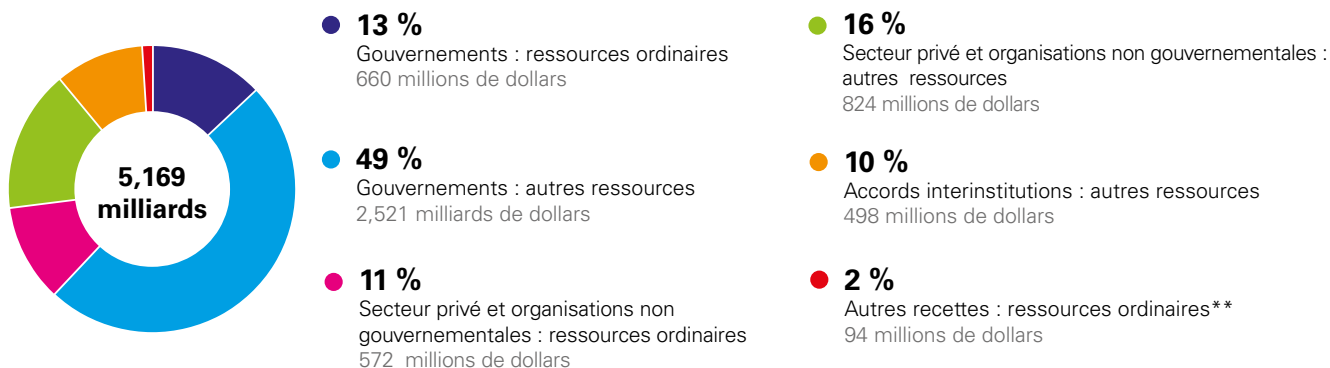 5,169
milliards
13 %
Gouvernements : ressources ordinaires
660 millions de dollars
49 %
Gouvernements : autres ressources
2,521 milliards de dollars
11 %
Secteur privé et organisations non
gouvernementales : ressources ordinaires
572 millions de dollars
16 %
Secteur privé et organisations non gouvernementales :
autres ressources
824 millions de dollars
10 %
Accords interinstitutions : autres ressources
498 millions de dollars
2 %
Autres recettes : ressources ordinaires**
94 millions de dollars